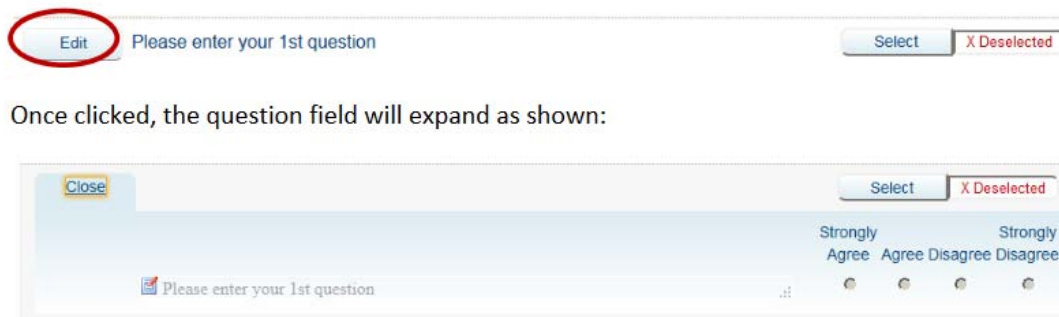 Edit Please enter your 1st question Select X Deselected
Once clicked, the question field will expand as shown:
Close Select X Deselected
Strongly Strongly
Agree Agree Disagree Disagree
Please enter your 1st question